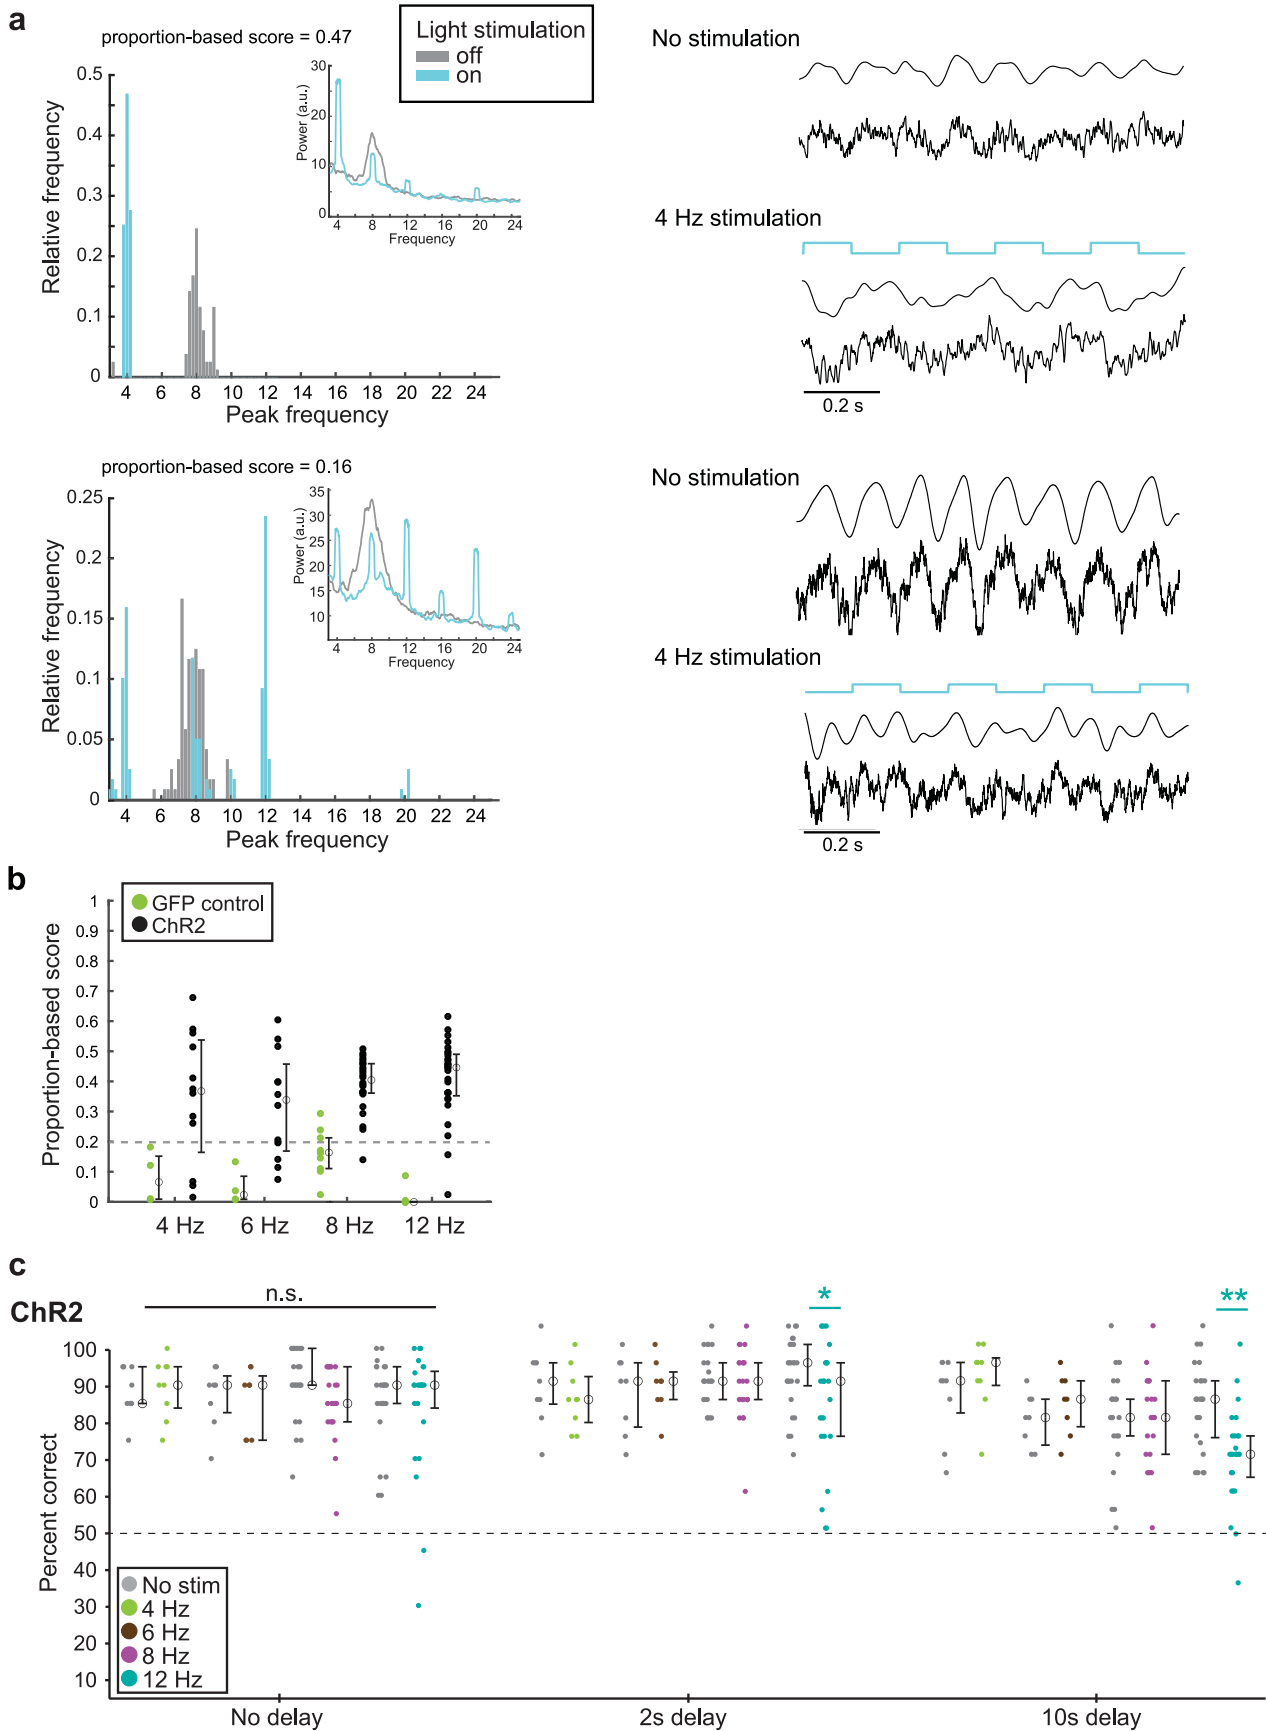 a
proportion-based score = 0.47
Light stimulation
off
on
No stimulation
0.5
0.4
0.3
0.2
0.1
0
Relative frequency
4 6 8 10 12 14 16 18 20 22 24
Peak frequency
30
20
10
0
Power (a.u.)
4 8 12 16 20 24
Frequency
4 Hz stimulation
0.2 s
proportion-based score = 0.16
No stimulation
0.25
0.2
0.15
0.1
0.05
0
Relative frequency
4 6 8 10 12 14 16 18 20 22 24
Peak frequency
35
30
25
20
15
10
Power (a.u.)
4 8 12 16 20 24
Frequency
4 Hz stimulation
0.2 s
b
GFP control
ChR2
1
0.9
0.8
0.7
0.6
0.5
0.4
0.3
0.2
0.1
0
Proportion-based score
4 Hz 6 Hz 8 Hz 12 Hz
c
ChR2
n.s.
*
**
100
90
80
70
60
50
40
30
20
10
Percent correct
No stim
4 Hz
6 Hz
8 Hz
12 Hz
No delay 2s delay 10s delay